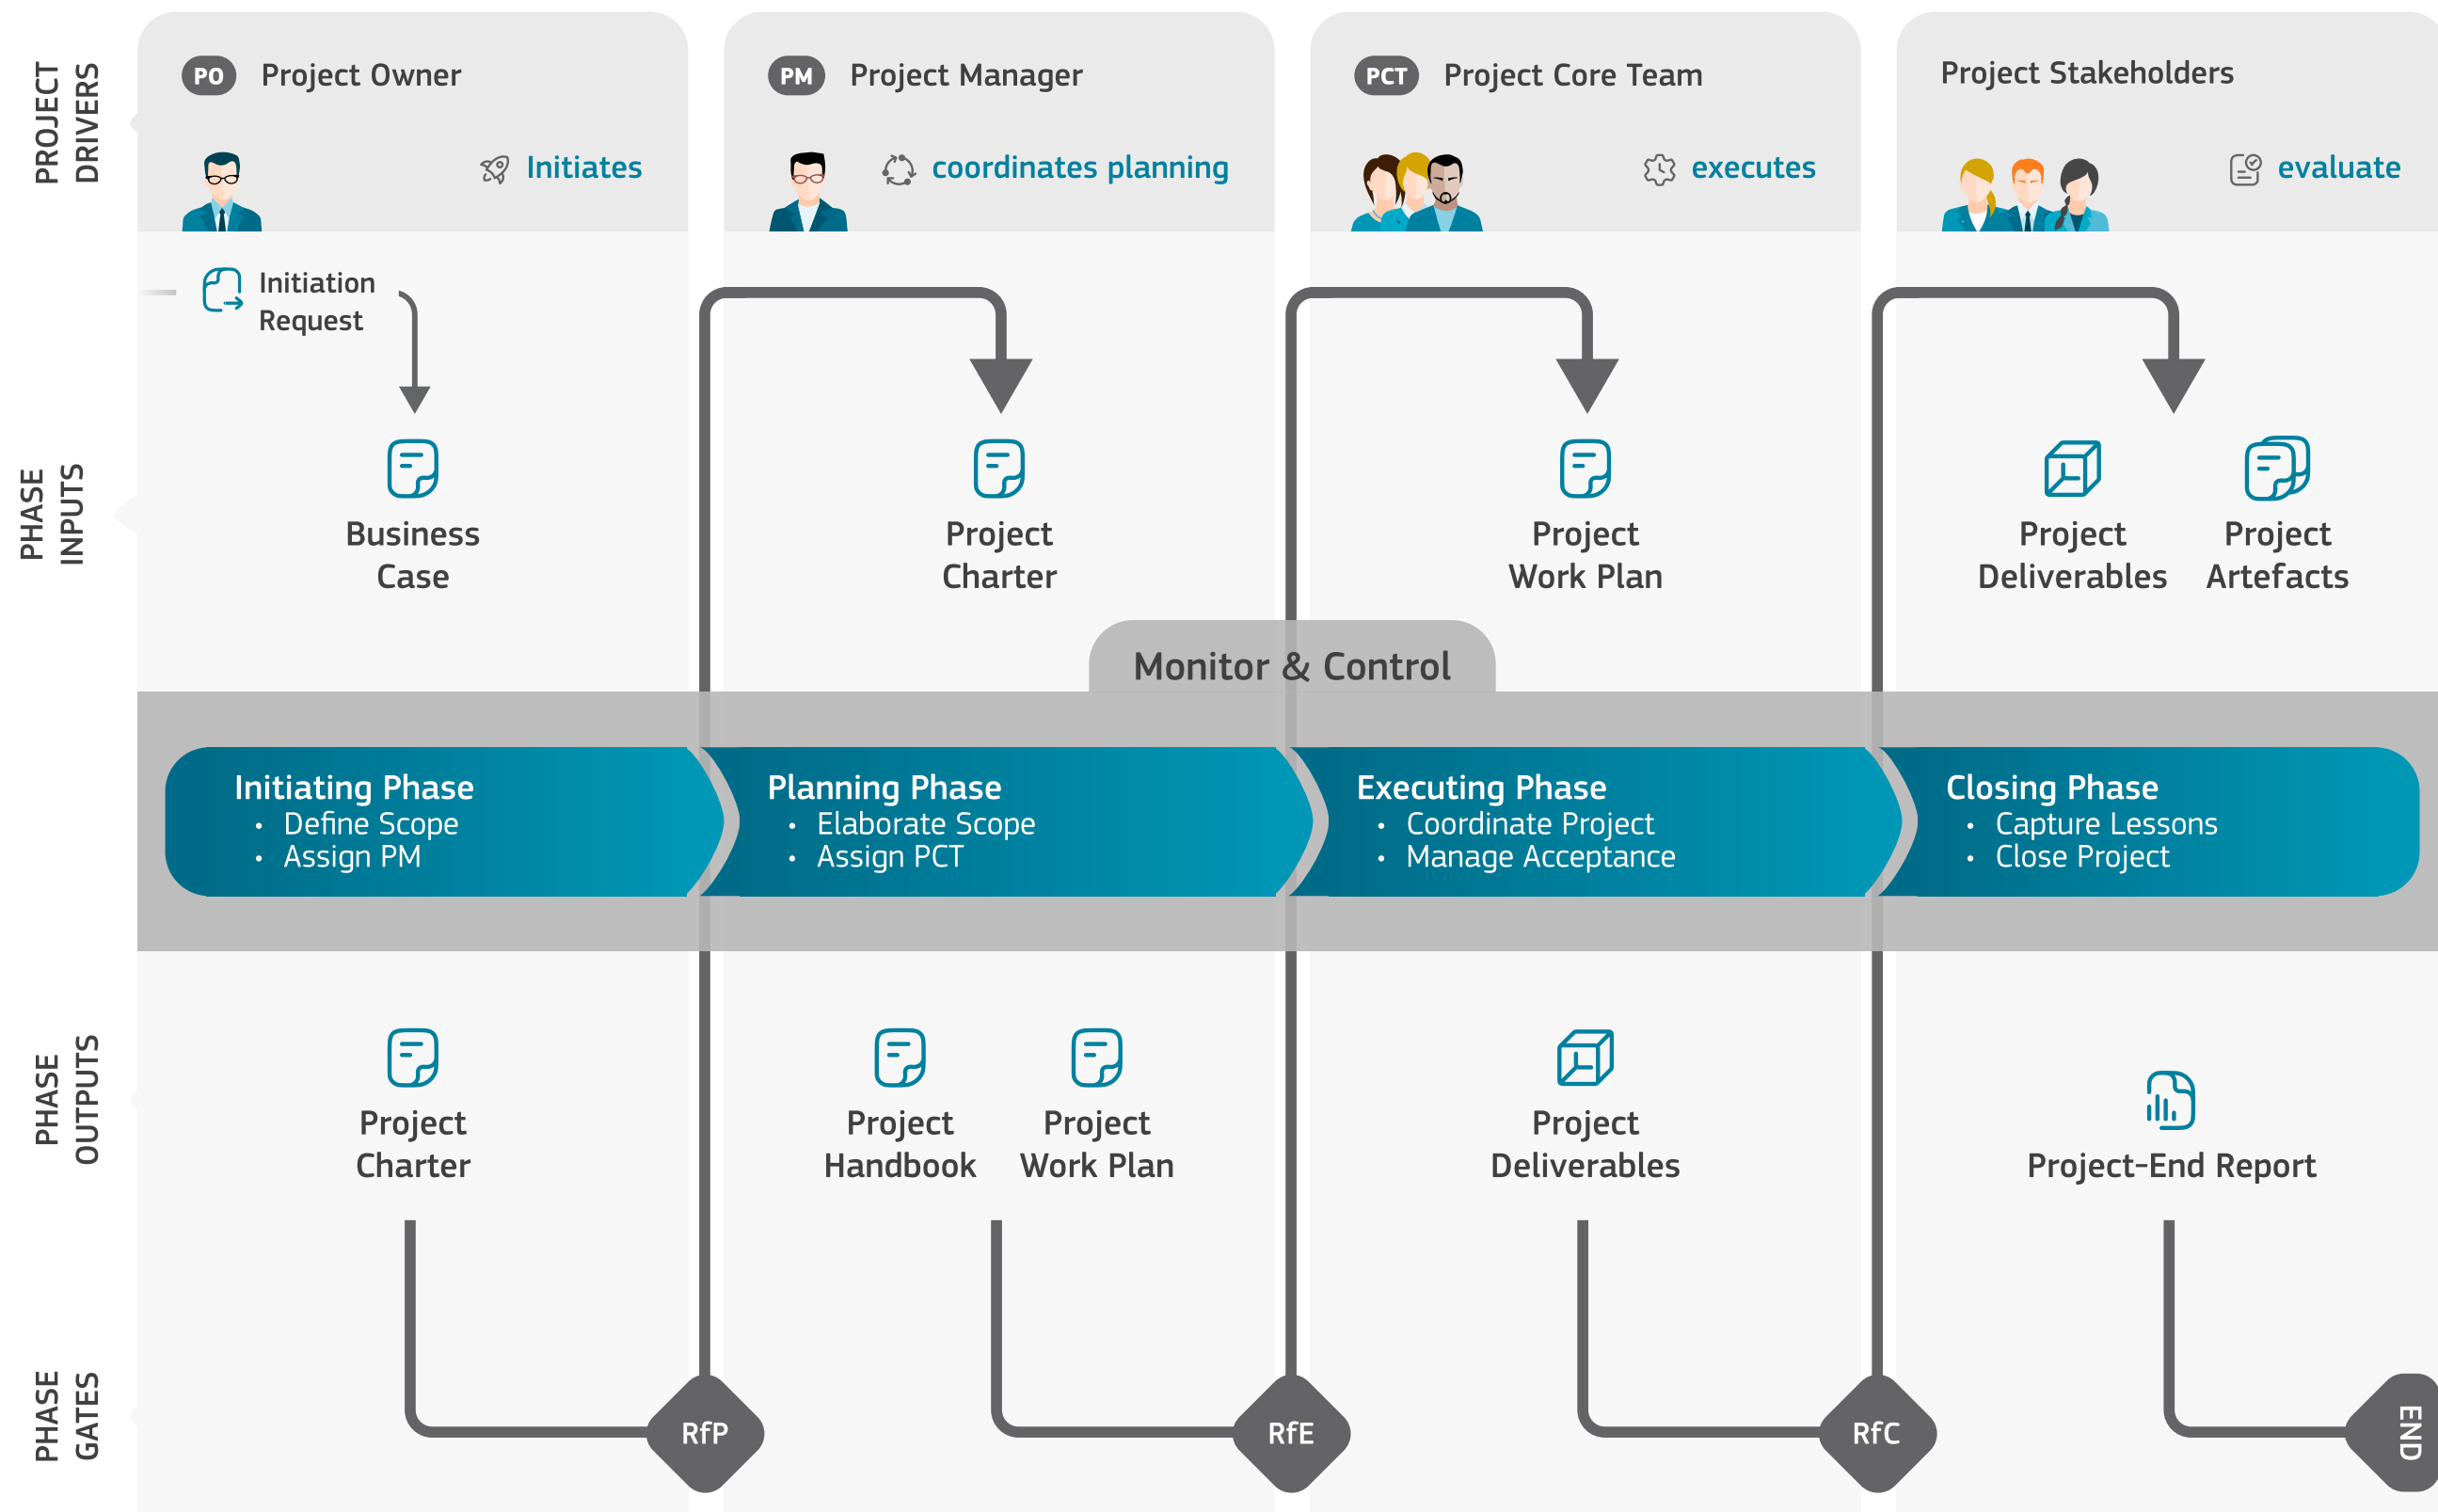 PROJECT
DRIVERS
PO
Project Owner
Initiates
PM
Project Manager
coordinates planning
PCT
Project Core Team
executes
Project Stakeholders
evaluate
PHASE
INPUTS
Initiation
Request
Business
Case
Project
Charter
Project
Work Plan
Project
Deliverables
Project
Artefacts
Monitor & Control
Initiating Phase
• Define Scope
• Assign PM
Planning Phase
• Elaborate Scope
• Assign PCT
Executing Phase
• Coordinate Project
• Manage Acceptance
Closing Phase
• Capture Lessons
• Close Project
PHASE
OUTPUTS
Project
Charter
Project
Handbook
Project
Work Plan
Project
Deliverables
Project-End Report
PHASE
GATES
RfP
RfE
RfC
END